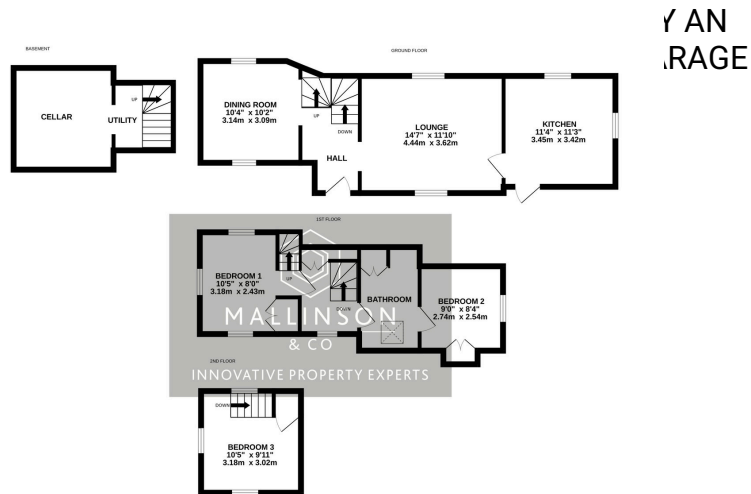 Y AN
ARAGE
BASEMENT
GROUND FLOOR
CELLAR
UP
UTILITY
DINING ROOM
10'4" x 10'2"
3.14m x 3.09m
UP
DOWN
HALL
LOUNGE
14'7" x 11'10"
4.44m x 3.62m
KITCHEN
11'4" x 11'3"
3.45m x 3.42m
1ST FLOOR
BEDROOM 1
10'5" x 8'0"
3.18m x 2.43m
UP
DOWN
BATHROOM
BEDROOM 2
9'0" x 8'4"
2.74m x 2.54m
MALLINSON
& CO
INNOVATIVE PROPERTY EXPERTS
2ND FLOOR
DOWN
BEDROOM 3
10'5" x 9'11"
3.18m x 3.02m